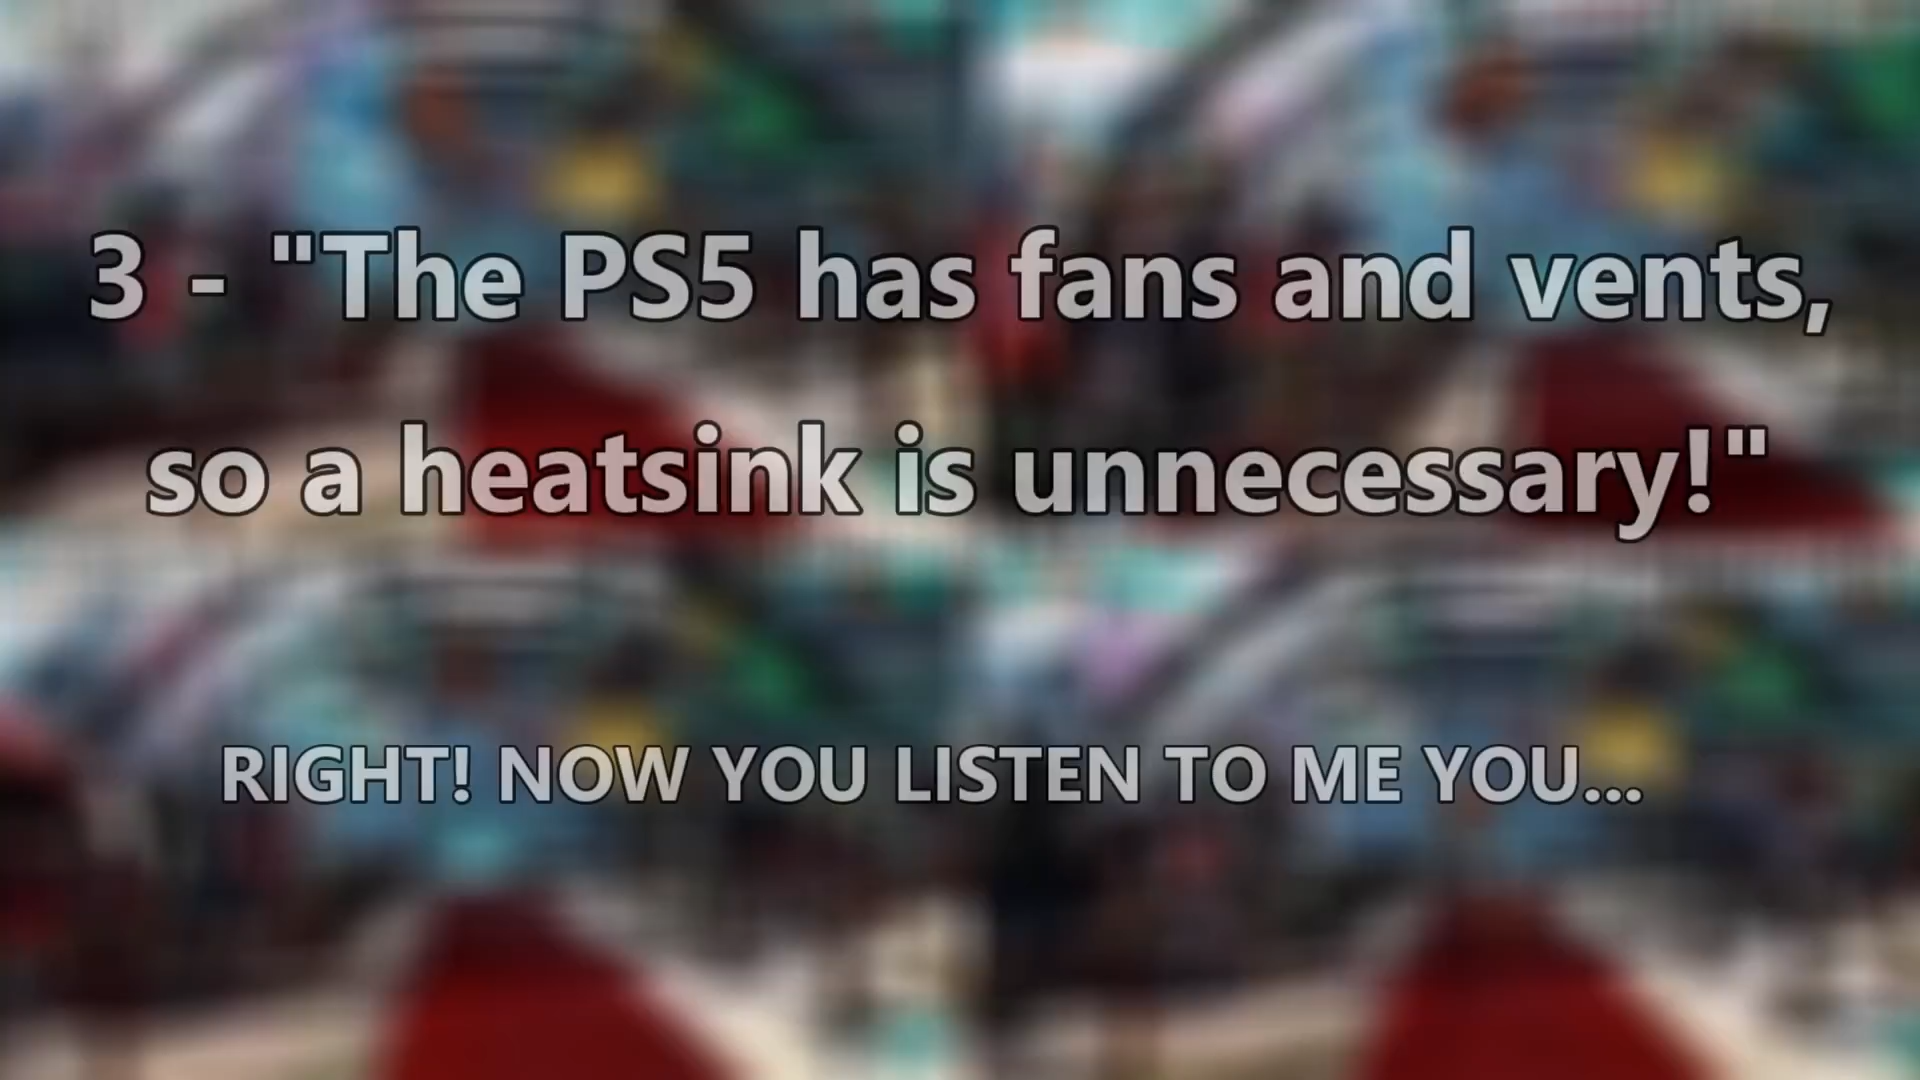 3 - "The PS5 has fans and vents,
so a heatsink is unnecessary!"
RIGHT! NOW YOU LISTEN TO ME YOU...